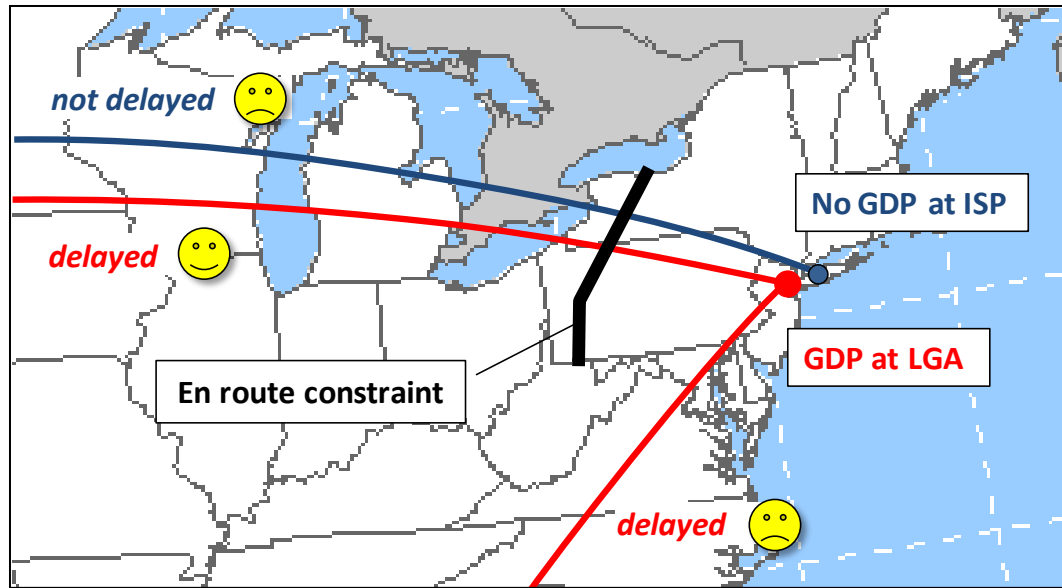 not delayed
No GDP at ISP
delayed
GDP at LGA
En route constraint
delayed